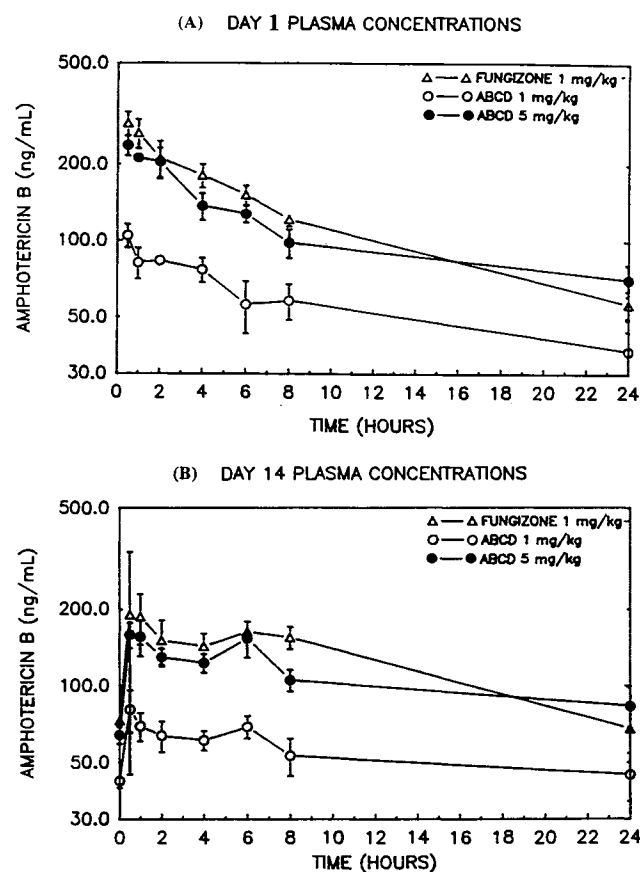 (A) DAY 1 PLASMA CONCENTRATIONS
500.0
200.0
100.0
50.0
30.0
AMPHOTERICIN B (ng/mL)
FUNGIZONE 1 mg/kg
ABCD 1 mg/kg
ABCD 5 mg/kg
0 2 4 6 8 10 12 14 16 18 20 22 24
TIME (HOURS)
(B) DAY 14 PLASMA CONCENTRATIONS
500.0
200.0
100.0
50.0
30.0
AMPHOTERICIN B (ng/mL)
FUNGIZONE 1 mg/kg
ABCD 1 mg/kg
ABCD 5 mg/kg
0 2 4 6 8 10 12 14 16 18 20 22 24
TIME (HOURS)